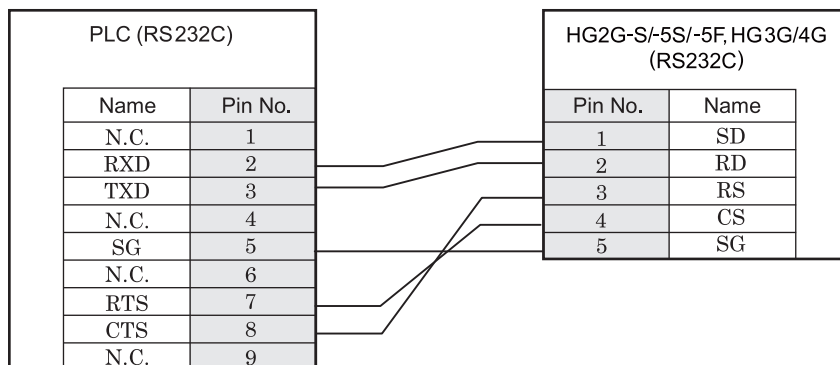 PLC (RS232C)
Name Pin No.
N.C. 1
RXD 2
TXD 3
N.C. 4
SG 5
N.C. 6
RTS 7
CTS 8
N.C. 9
HG2G-S/-5S/-5F, HG3G/4G
(RS232C)
Pin No. Name
1 SD
2 RD
3 RS
4 CS
5 SG